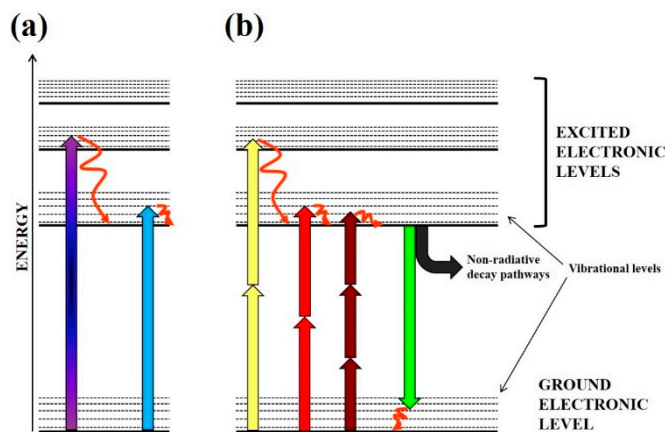 (a)
(b)
ENERGY
EXCITED
ELECTRONIC
LEVELS
Non-radiative
decay pathways
Vibrational levels
GROUND
ELECTRONIC
LEVEL